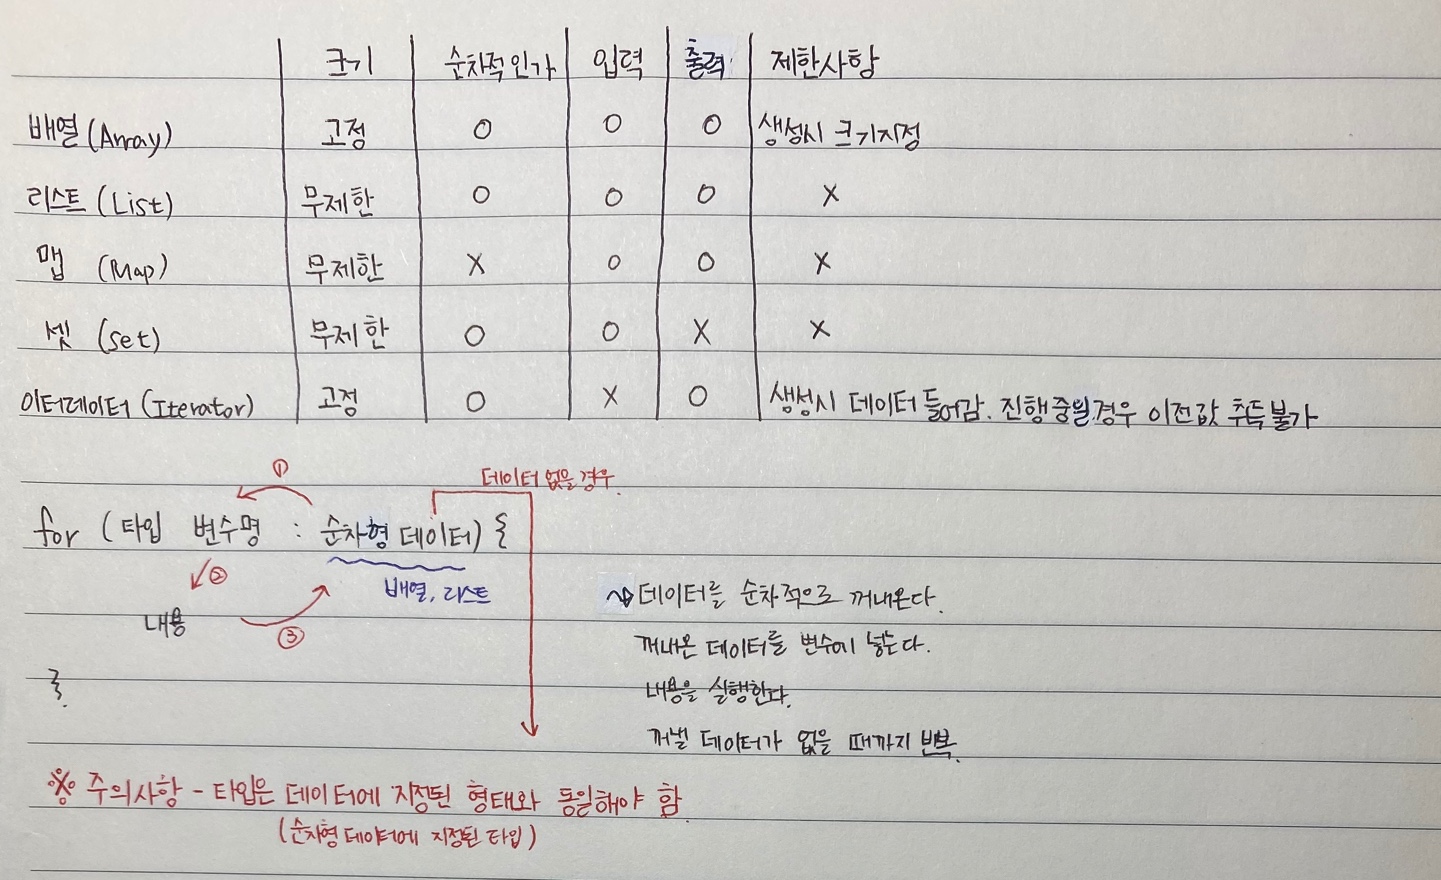 크기 순차적인가 입력 출력 제한사항
배열(Array) 고정 O O O 생성시 크기지정
리스트(List) 무제한 O O O X
맵 (Map) 무제한 X O O X
셋 (Set) 무제한 O O X X
이터레이터(Iterator) 고정 O X O 생성시 데이터 들어감. 진행중일경우 이전값 취득불가
①
데이터 없을 경우.
for (타입 변수명 : 순차형 데이터) {
②
배열, 리스트
내용
③
}
데이터를 순차적으로 꺼내온다.
꺼내온 데이터를 변수에 넣는다.
내용을 실행한다.
꺼낼 데이터가 없을 때까지 반복.
※ 주의사항 - 타입은 데이터에 지정된 형태와 동일해야 함.
(순차형 데이터에 지정된 타입)